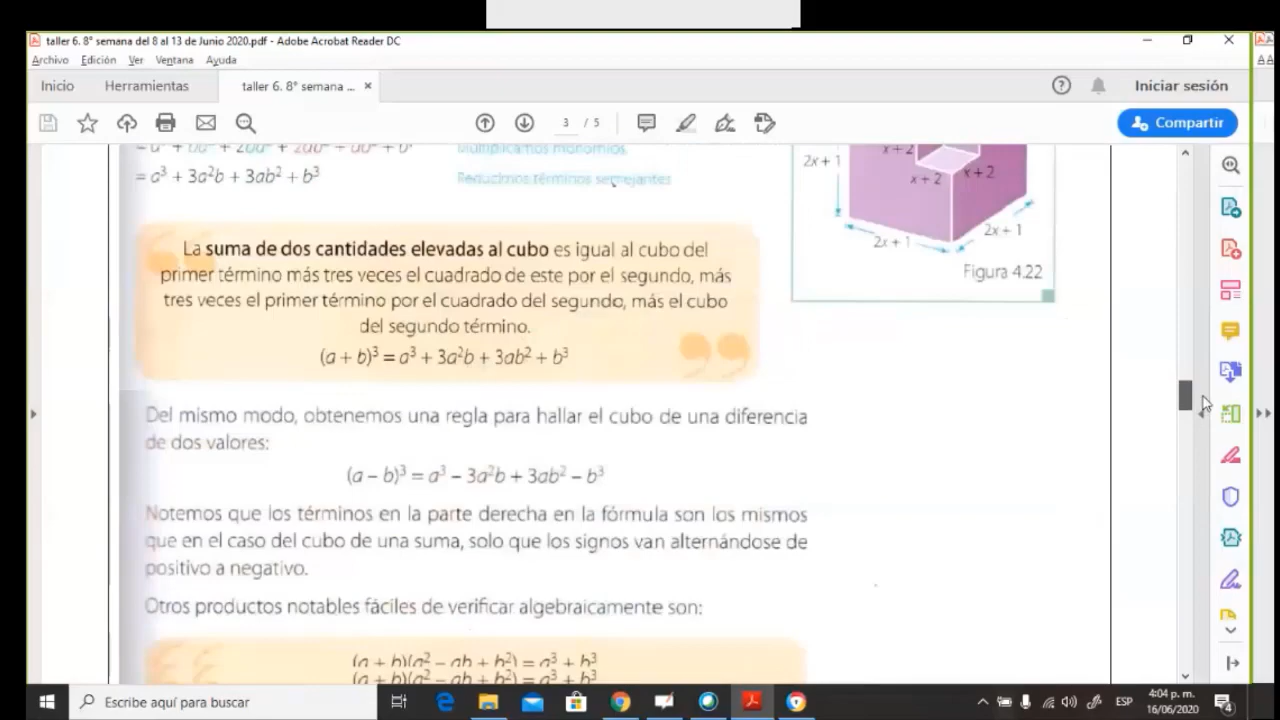 taller 6. 8° semana del 8 al 13 de Junio 2020.pdf - Adobe Acrobat Reader DC
Archivo Edición Ver Ventana Ayuda
Inicio Herramientas taller 6. 8° semana ... × Iniciar sesión
3 / 5 Compartir
Multiplicamos monomios.
= a³ + 3a²b + 3ab² + b³ Reducimos términos semejantes
x + 2
2x + 1
x + 2 x + 2
2x + 1 2x + 1
Figura 4.22
La suma de dos cantidades elevadas al cubo es igual al cubo del
primer término más tres veces el cuadrado de este por el segundo, más
tres veces el primer término por el cuadrado del segundo, más el cubo
del segundo término.
(a + b)³ = a³ + 3a²b + 3ab² + b³
Del mismo modo, obtenemos una regla para hallar el cubo de una diferencia
de dos valores:
(a – b)³ = a³ – 3a²b + 3ab² – b³
Notemos que los términos en la parte derecha en la fórmula son los mismos
que en el caso del cubo de una suma, solo que los signos van alternándose de
positivo a negativo.
Otros productos notables fáciles de verificar algebraicamente son:
(a + b)(a² – ab + b²) = a³ + b³
(a + b)(a² – ab + b²) = a³ + b³
Escribe aquí para buscar
ESP
4:04 p. m.
16/06/2020
4